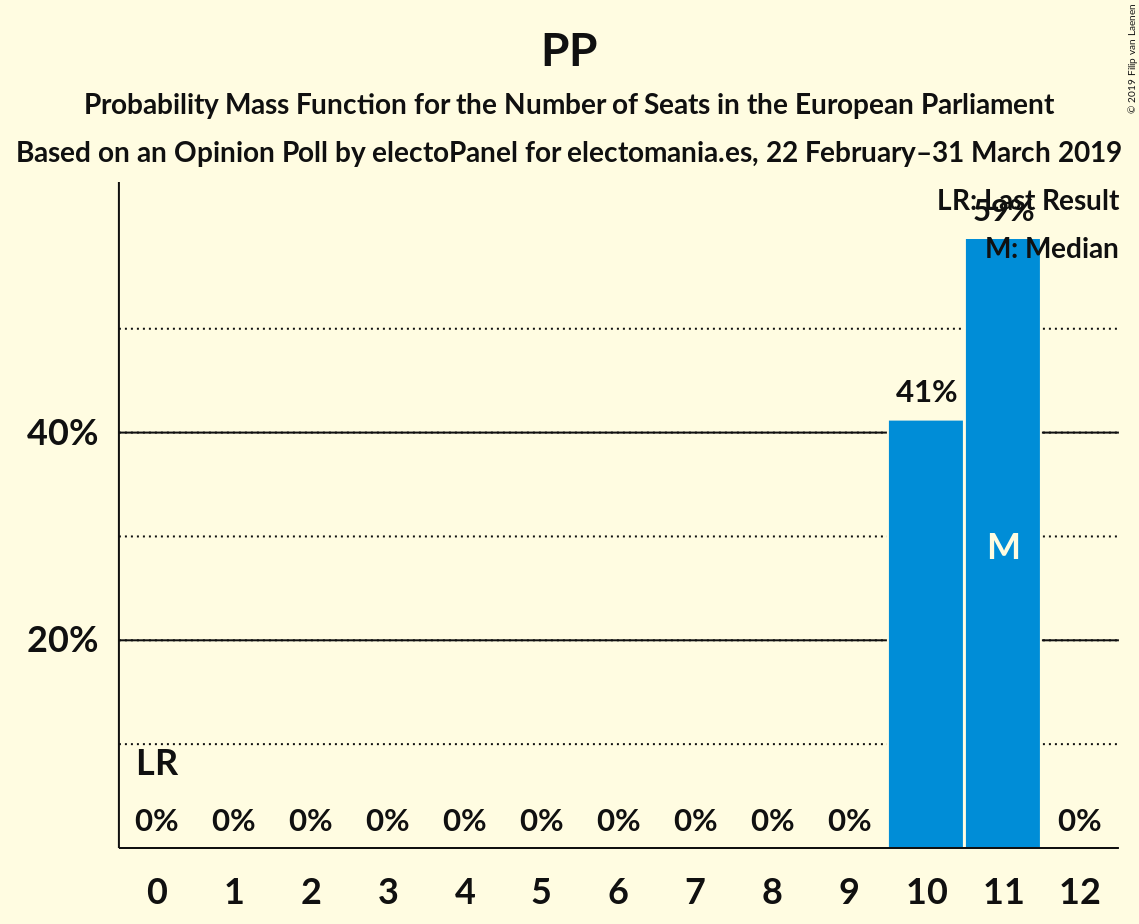 PP
Probability Mass Function for the Number of Seats in the European Parliament
Based on an Opinion Poll by electoPanel for electomania.es, 22 February–31 March 2019
© 2019 Filip van Laenen
LR: Last Result
M: Median
59%
41%
40%
M
20%
LR
0% 0% 0% 0% 0% 0% 0% 0% 0% 0% 0%
0 1 2 3 4 5 6 7 8 9 10 11 12